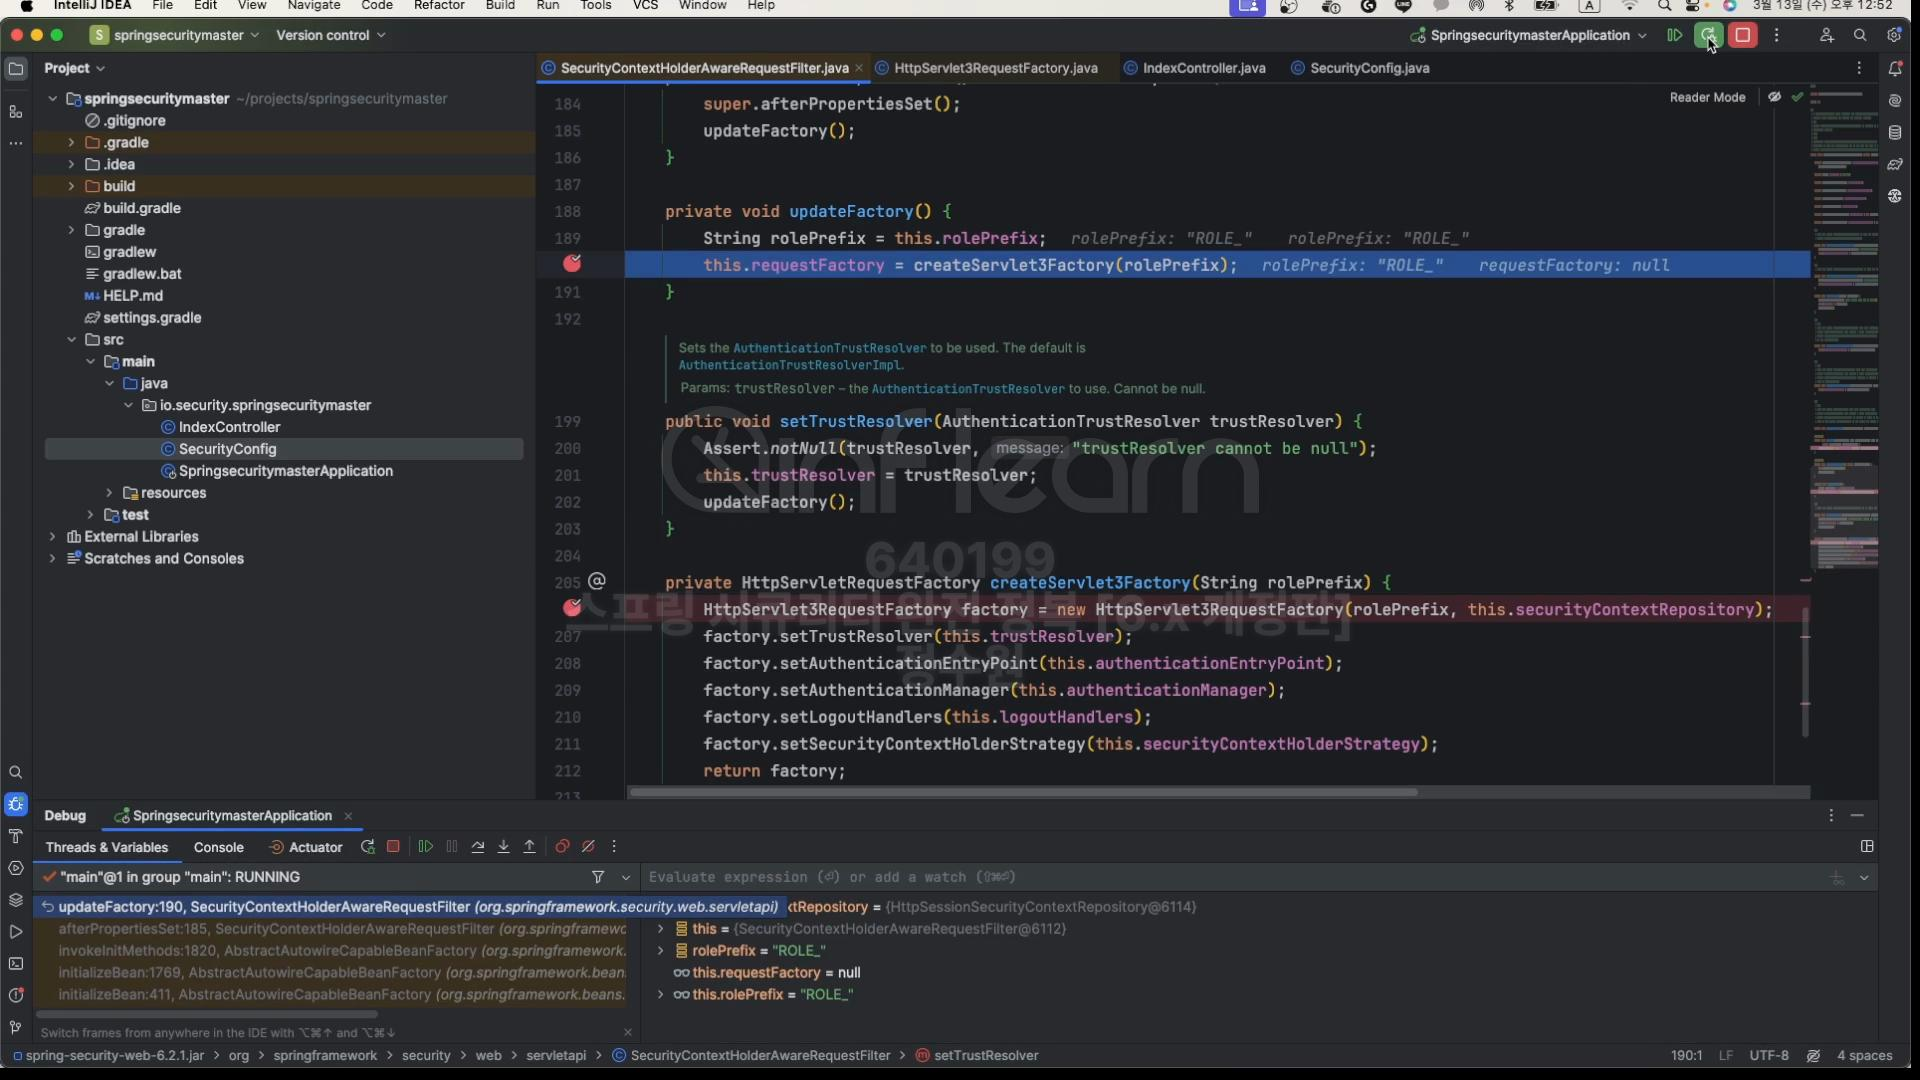 IntelliJ IDEA File Edit View Navigate Code Refactor Build Run Tools VCS Window Help A 3월 13일 (수) 오후 12:52
S springsecuritymaster Version control SpringsecuritymasterApplication
Project
SecurityContextHolderAwareRequestFilter.java HttpServlet3RequestFactory.java IndexController.java SecurityConfig.java
Reader Mode
springsecuritymaster ~/projects/springsecuritymaster
.gitignore
.gradle
.idea
build
build.gradle
gradle
gradlew
gradlew.bat
HELP.md
settings.gradle
src
main
java
io.security.springsecuritymaster
IndexController
SecurityConfig
SpringsecuritymasterApplication
resources
test
External Libraries
Scratches and Consoles
184 super.afterPropertiesSet();
185 updateFactory();
186 }
187
188 private void updateFactory() {
189 String rolePrefix = this.rolePrefix; rolePrefix: "ROLE_" rolePrefix: "ROLE_"
this.requestFactory = createServlet3Factory(rolePrefix); rolePrefix: "ROLE_" requestFactory: null
191 }
192
Sets the AuthenticationTrustResolver to be used. The default is
AuthenticationTrustResolverImpl.
Params: trustResolver – the AuthenticationTrustResolver to use. Cannot be null.
199 public void setTrustResolver(AuthenticationTrustResolver trustResolver) {
200 Assert.notNull(trustResolver, message: "trustResolver cannot be null");
201 this.trustResolver = trustResolver;
202 updateFactory();
203 }
204
205 @ private HttpServletRequestFactory createServlet3Factory(String rolePrefix) {
HttpServlet3RequestFactory factory = new HttpServlet3RequestFactory(rolePrefix, this.securityContextRepository);
207 factory.setTrustResolver(this.trustResolver);
208 factory.setAuthenticationEntryPoint(this.authenticationEntryPoint);
209 factory.setAuthenticationManager(this.authenticationManager);
210 factory.setLogoutHandlers(this.logoutHandlers);
211 factory.setSecurityContextHolderStrategy(this.securityContextHolderStrategy);
212 return factory;
213
inflearn
640199
스프링 시큐리티 완전 정복 [6.x 개정판]
정수원
Debug SpringsecuritymasterApplication
Threads & Variables Console Actuator
"main"@1 in group "main": RUNNING
Evaluate expression (⏎) or add a watch (⇧⌘⏎)
updateFactory:190, SecurityContextHolderAwareRequestFilter (org.springframework.security.web.servletapi)
afterPropertiesSet:185, SecurityContextHolderAwareRequestFilter (org.springframewo
invokeInitMethods:1820, AbstractAutowireCapableBeanFactory (org.springframework.
initializeBean:1769, AbstractAutowireCapableBeanFactory (org.springframework.bean
initializeBean:411, AbstractAutowireCapableBeanFactory (org.springframework.beans.
xtRepository = {HttpSessionSecurityContextRepository@6114}
this = {SecurityContextHolderAwareRequestFilter@6112}
rolePrefix = "ROLE_"
this.requestFactory = null
this.rolePrefix = "ROLE_"
Switch frames from anywhere in the IDE with ⌥⌘↑ and ⌥⌘↓
spring-security-web-6.2.1.jar > org > springframework > security > web > servletapi > SecurityContextHolderAwareRequestFilter > setTrustResolver 190:1 LF UTF-8 4 spaces